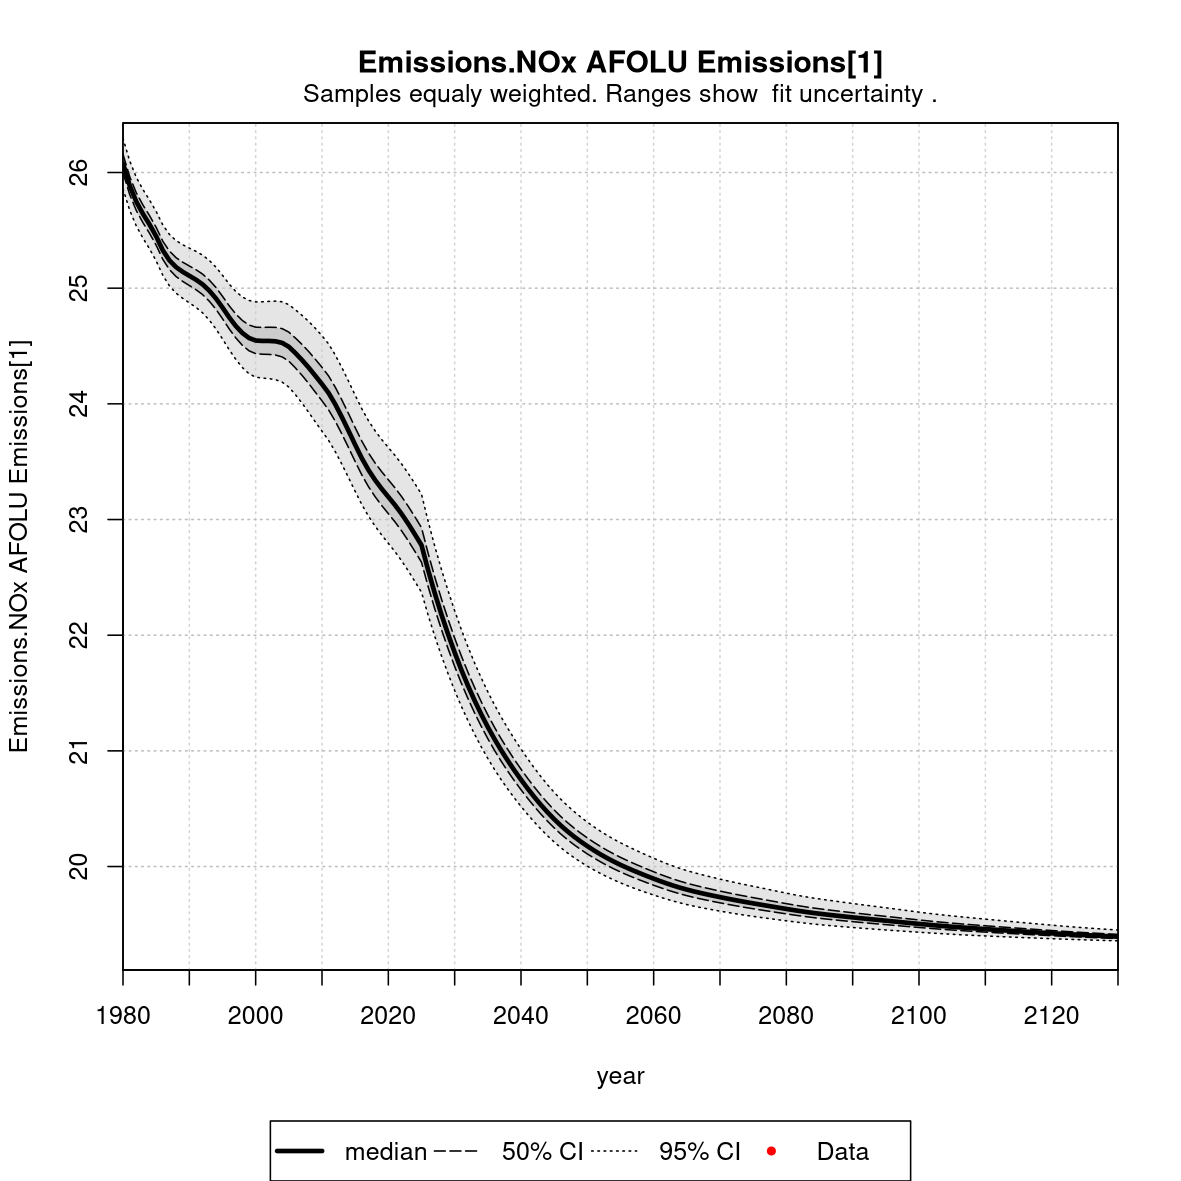 Emissions.NOx AFOLU Emissions[1]
Samples equaly weighted. Ranges show  fit uncertainty .
Emissions.NOx AFOLU Emissions[1]
26
25
24
23
22
21
20
1980 2000 2020 2040 2060 2080 2100 2120
year
median 50% CI 95% CI Data